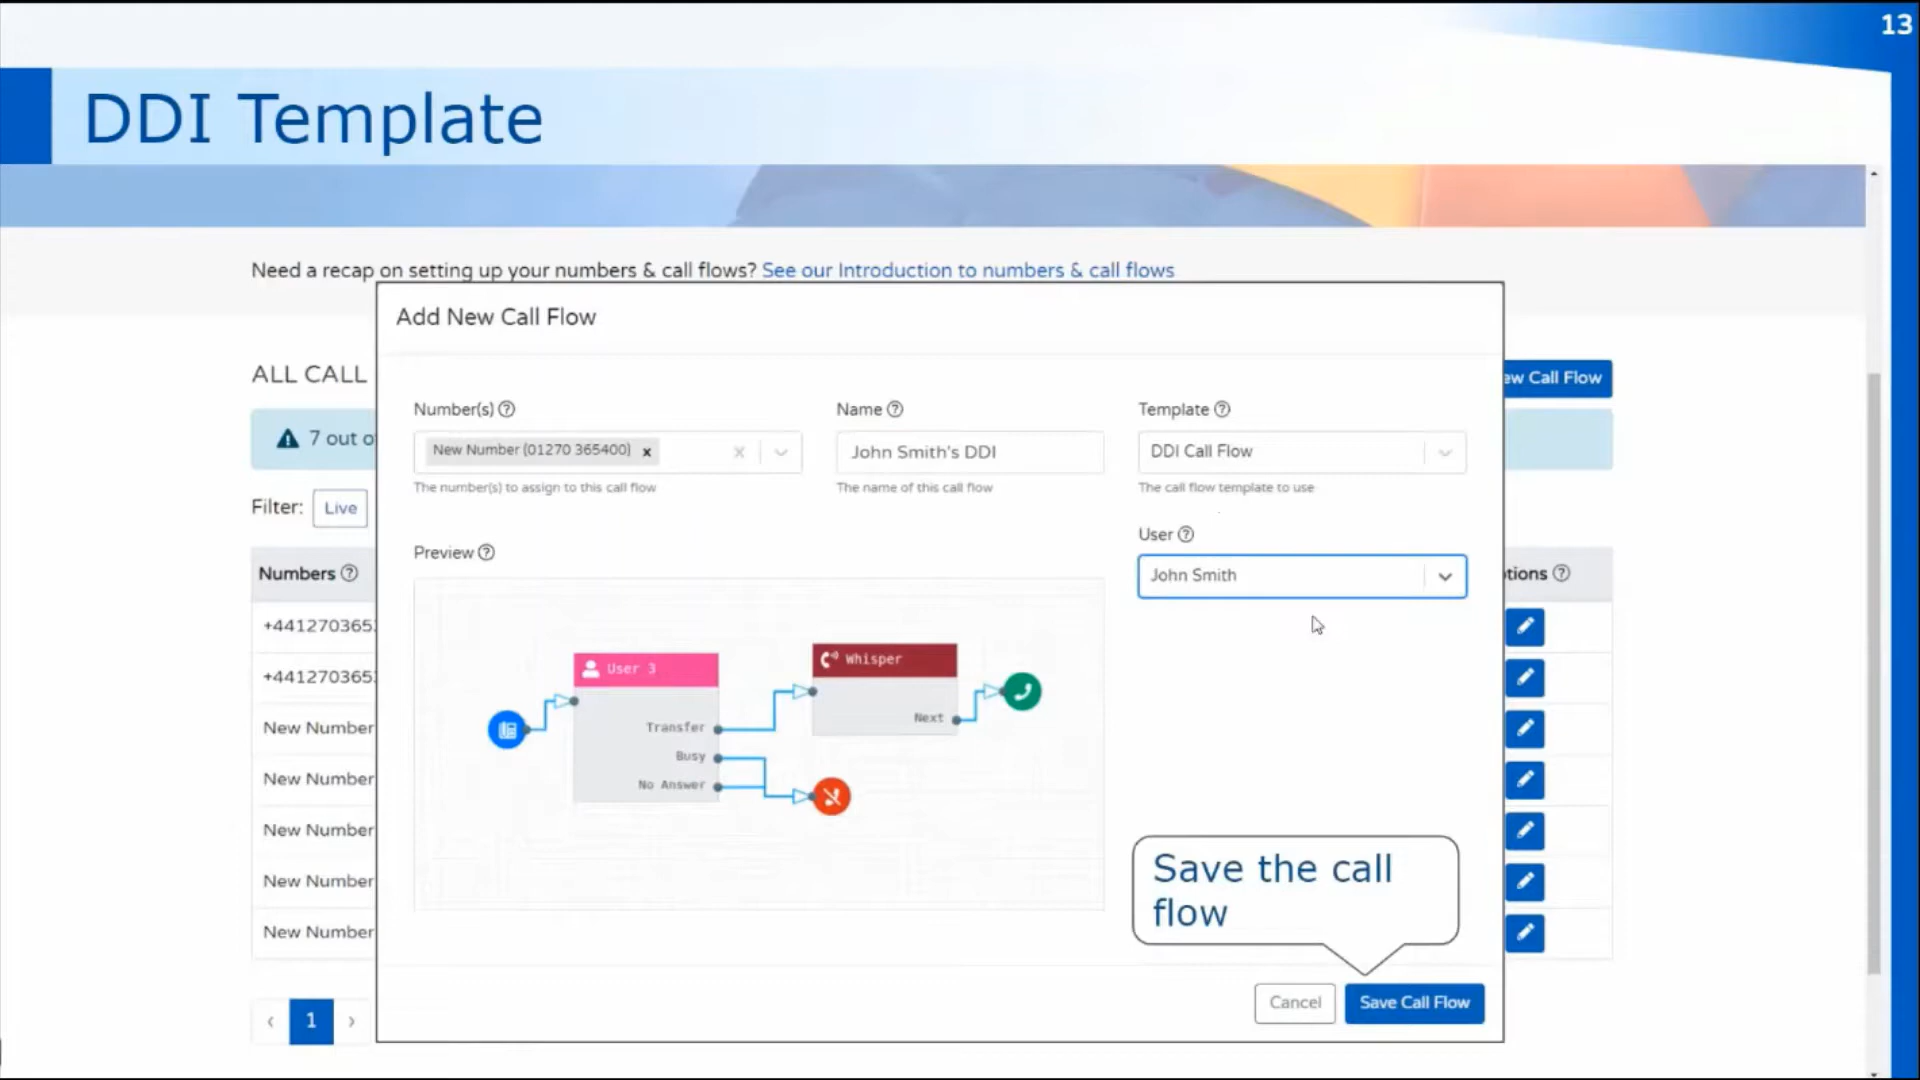 13
DDI Template
Need a recap on setting up your numbers & call flows? See our Introduction to numbers & call flows
Add New Call Flow
ALL CALL
ew Call Flow
Number(s)
Name
Template
7 out o
New Number (01270 365400)
John Smith's DDI
DDI Call Flow
The number(s) to assign to this call flow
The name of this call flow
The call flow template to use
Filter: Live
User
Preview
John Smith
Numbers
tions
+441270365
+441270365
New Number
New Number
New Number
New Number
New Number
User 3
Transfer
Busy
No Answer
Whisper
Next
Save the call
flow
Cancel
Save Call Flow
1